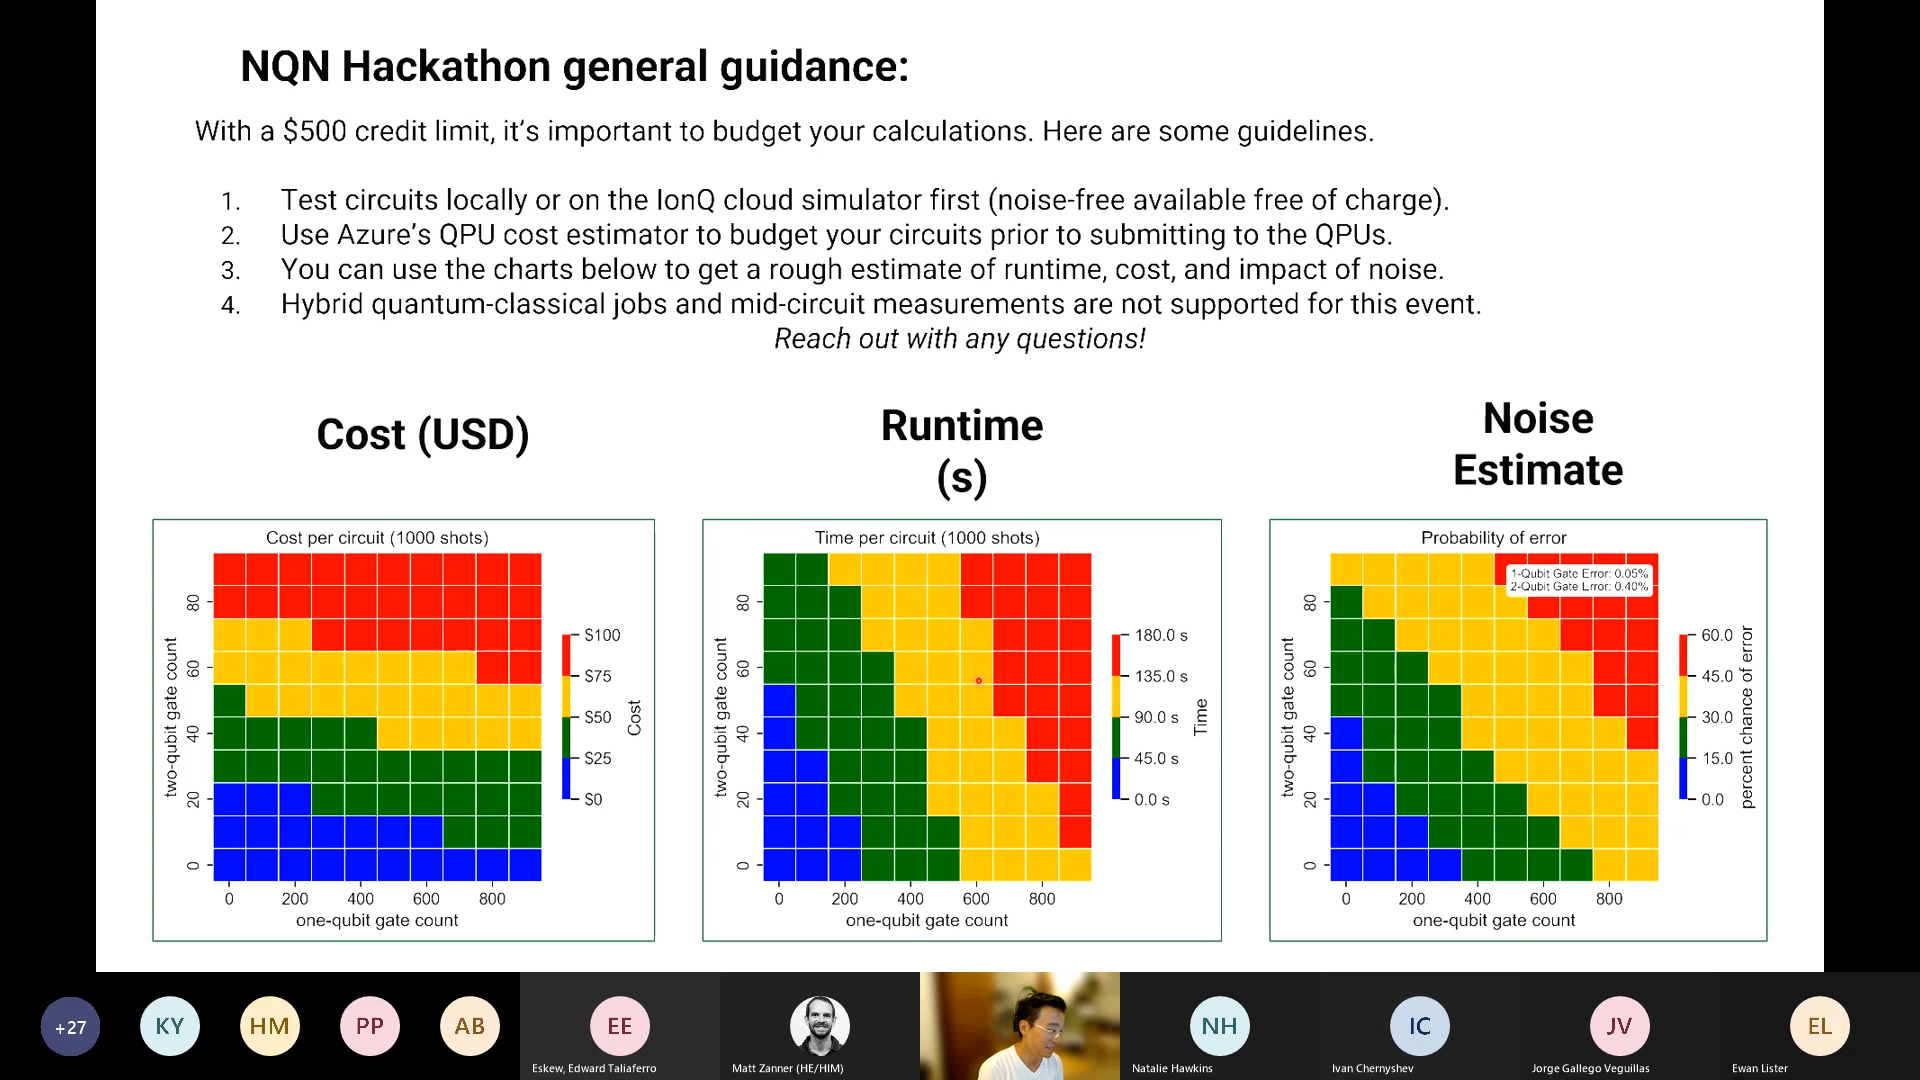 NQN Hackathon general guidance:
With a $500 credit limit, it's important to budget your calculations. Here are some guidelines.
1. Test circuits locally or on the IonQ cloud simulator first (noise-free available free of charge).
2. Use Azure's QPU cost estimator to budget your circuits prior to submitting to the QPUs.
3. You can use the charts below to get a rough estimate of runtime, cost, and impact of noise.
4. Hybrid quantum-classical jobs and mid-circuit measurements are not supported for this event.
Reach out with any questions!
Cost (USD)
Cost per circuit (1000 shots)
two-qubit gate count
80
60
40
20
0
0 200 400 600 800
one-qubit gate count
$100
$75
$50
$25
$0
Cost
Runtime
(s)
Time per circuit (1000 shots)
two-qubit gate count
80
60
40
20
0
0 200 400 600 800
one-qubit gate count
180.0 s
135.0 s
90.0 s
45.0 s
0.0 s
Time
Noise
Estimate
Probability of error
1-Qubit Gate Error: 0.05%
2-Qubit Gate Error: 0.40%
two-qubit gate count
80
60
40
20
0
0 200 400 600 800
one-qubit gate count
60.0
45.0
30.0
15.0
0.0
percent chance of error
+27
KY
HM
PP
AB
EE
Eskew, Edward Taliaferro
Matt Zanner (HE/HIM)
NH
Natalie Hawkins
IC
Ivan Chernyshev
JV
Jorge Gallego Veguillas
EL
Ewan Lister